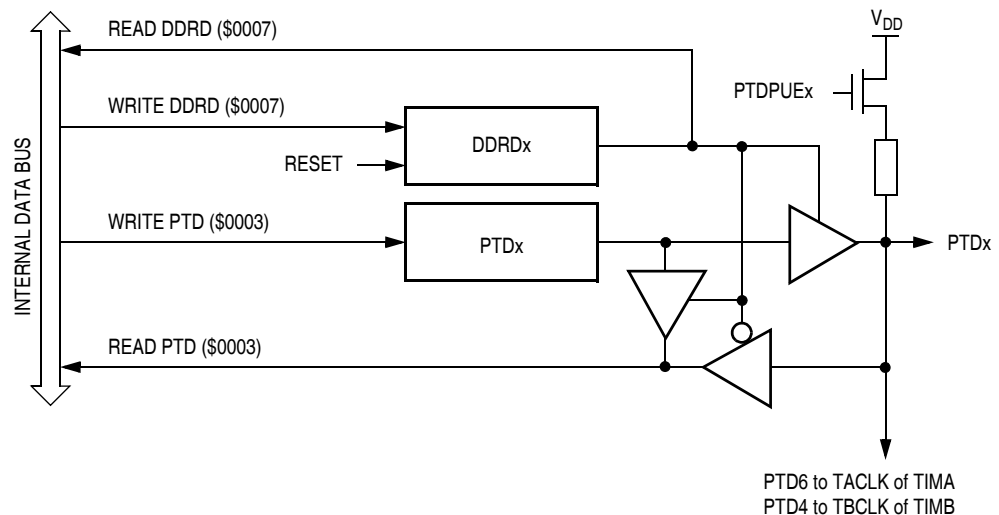 READ DDRD ($0007)
V_DD
PTDPUEx
WRITE DDRD ($0007)
DDRDx
RESET
INTERNAL DATA BUS
WRITE PTD ($0003)
PTDx
PTDx
READ PTD ($0003)
PTD6 to TACLK of TIMA
PTD4 to TBCLK of TIMB